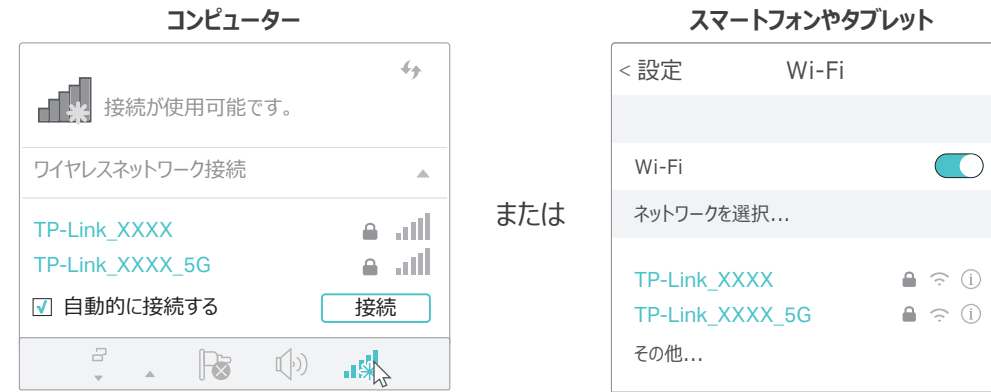 コンピューター
接続が使用可能です。
ワイヤレスネットワーク接続
TP-Link_XXXX
TP-Link_XXXX_5G
自動的に接続する
接続
または
スマートフォンやタブレット
< 設定
Wi-Fi
Wi-Fi
ネットワークを選択...
TP-Link_XXXX
TP-Link_XXXX_5G
その他...